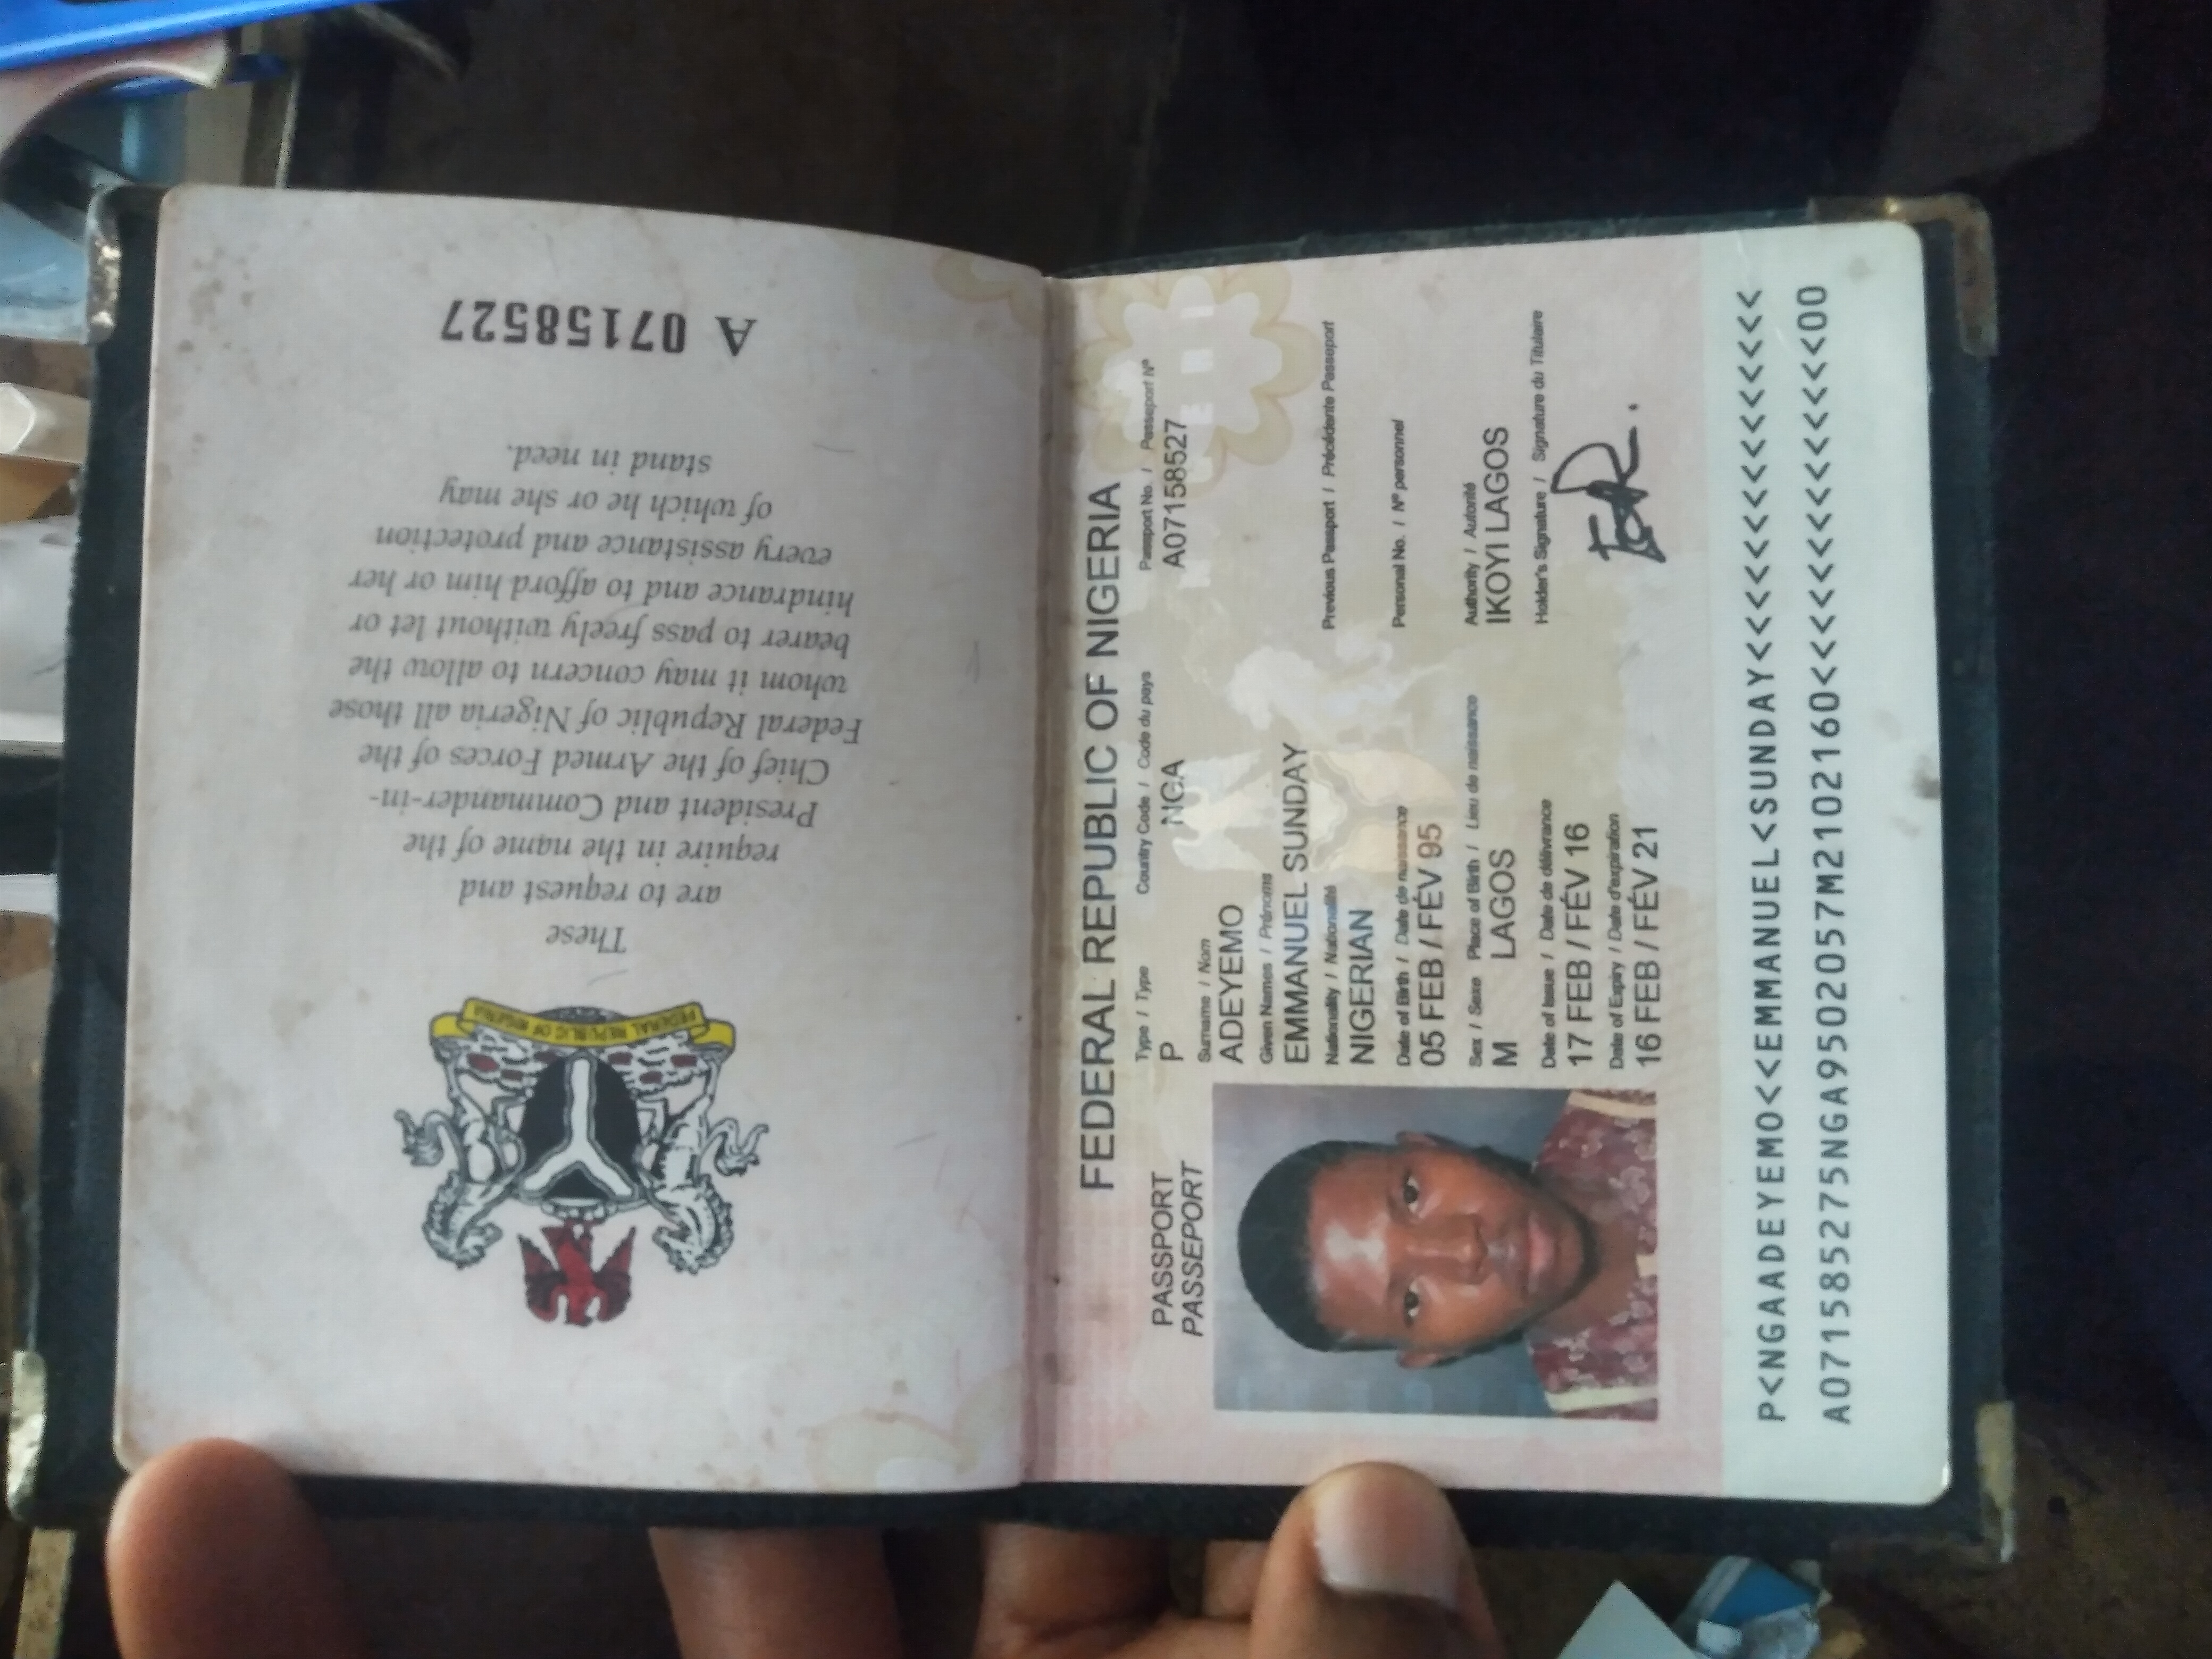 FEDERAL REPUBLIC OF NIGERIA
These
are to request and
require in the name of the
President and Commander-in-
Chief of the Armed Forces of the
Federal Republic of Nigeria all those
whom it may concern to allow the
bearer to pass freely without let or
hindrance and to afford him or her
every assistance and protection
of which he or she may
stand in need.
A 07158527
FEDERAL REPUBLIC OF NIGERIA
PASSPORT
PASSEPORT
Type / Type Country Code / Code du pays Passport No. / Passeport Nº
P NGA A07158527
Surname / Nom
ADEYEMO
Given Names / Prénoms
EMMANUEL SUNDAY
Nationality / Nationalité Previous Passport / Précédente Passeport
NIGERIAN
Date of Birth / Date de naissance Personal No. / Nº personnel
05 FEB / FÉV 95
Sex / Sexe Place of Birth / Lieu de naissance Authority / Autorité
M LAGOS IKOYI LAGOS
Date of Issue / Date de délivrance Holder's Signature / Signature du Titulaire
17 FEB / FÉV 16
Date of Expiry / Date d'expiration
16 FEB / FÉV 21
P<NGAADEYEMO<<EMMANUEL<SUNDAY<<<<<<<<<<<<<<<
A071585275NGA9502057M2102160<<<<<<<<<<<<<<00